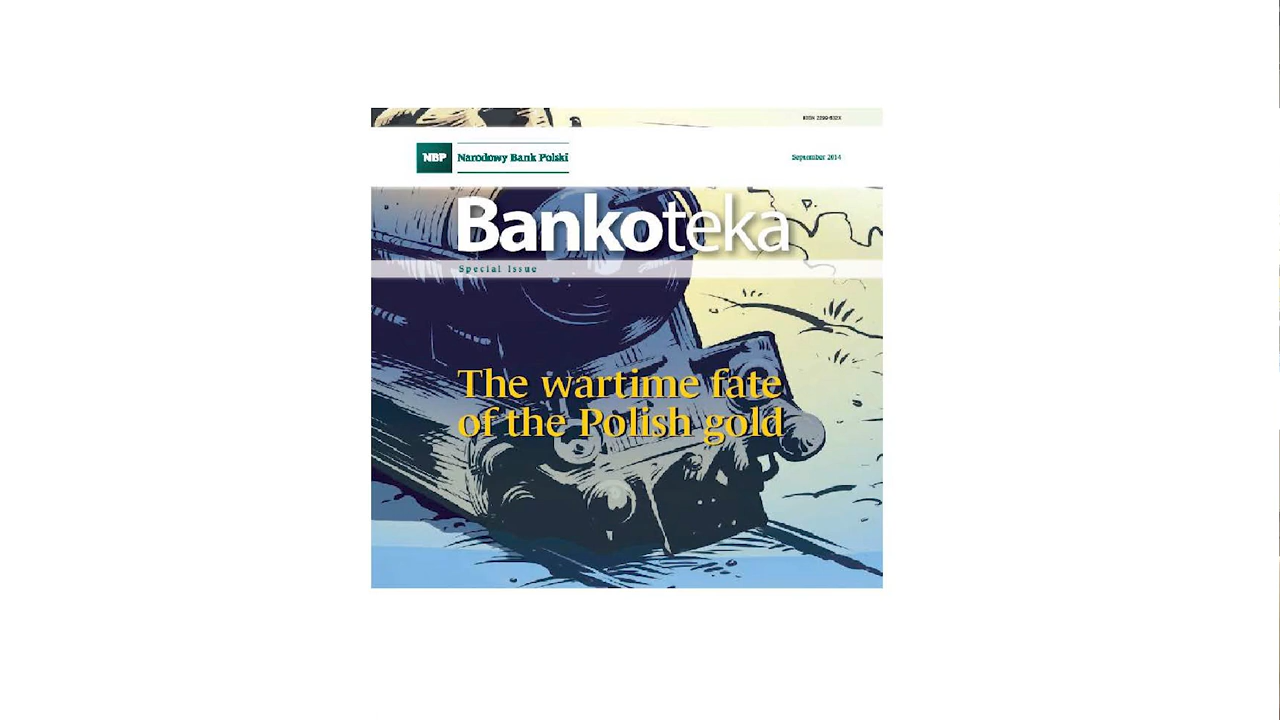 NBP
Narodowy Bank Polski
September 2014
Bankoteka
Special Issue
The wartime fate
of the Polish gold